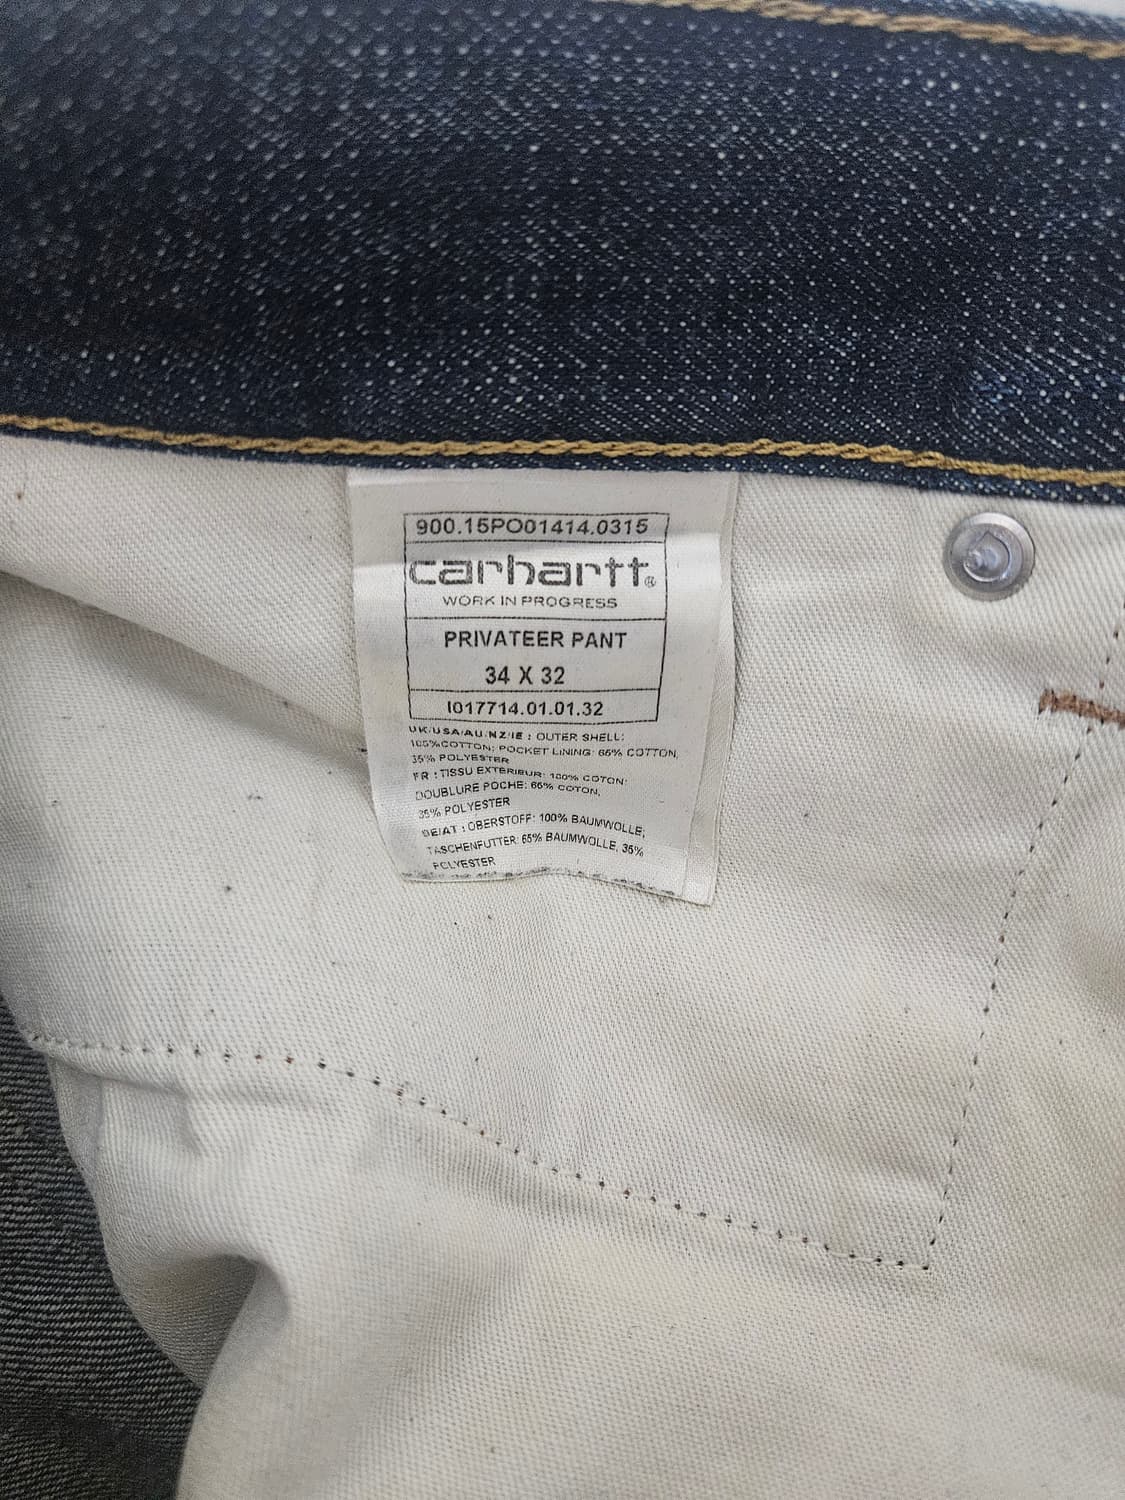 900.15PO01414.0315
carhartt®
WORK IN PROGRESS
PRIVATEER PANT
34 X 32
I017714.01.01.32
UK/USA/AU/NZ/IE : OUTER SHELL:
100%COTTON; POCKET LINING: 65% COTTON,
35% POLYESTER
FR : TISSU EXTERIEUR: 100% COTON;
DOUBLURE POCHE: 65% COTON,
35% POLYESTER
DE/AT : OBERSTOFF: 100% BAUMWOLLE;
TASCHENFUTTER: 65% BAUMWOLLE, 35%
POLYESTER